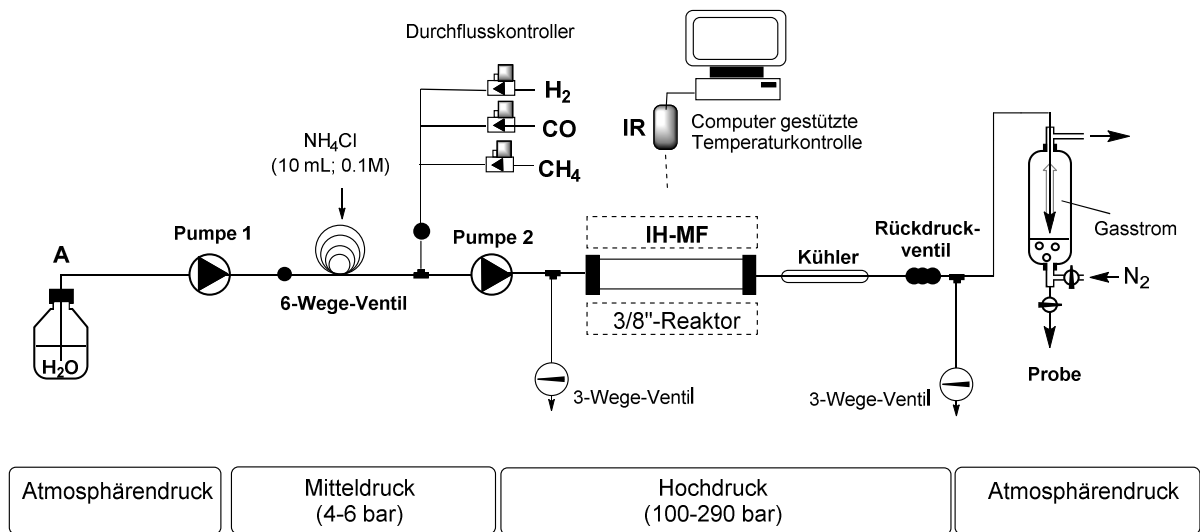 Durchflusskontroller
H₂
CO
CH₄
IR
Computer gestützte
Temperaturkontrolle
NH₄Cl
(10 mL; 0.1M)
A
Pumpe 1
6-Wege-Ventil
Pumpe 2
IH-MF
3/8"-Reaktor
Kühler
Rückdruck-
ventil
Gasstrom
N₂
H₂O
Probe
3-Wege-Ventil
3-Wege-Ventil
Atmosphärendruck
Mitteldruck
(4-6 bar)
Hochdruck
(100-290 bar)
Atmosphärendruck